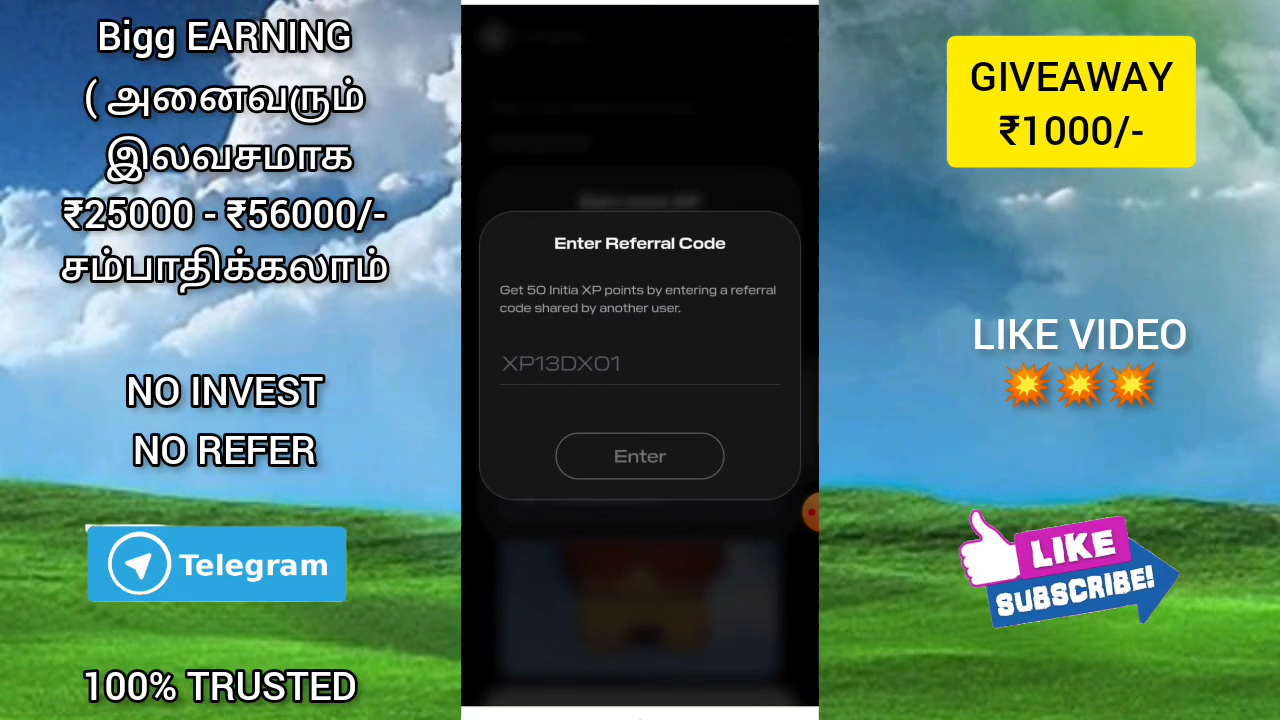 Bigg EARNING
( அனைவரும்
இலவசமாக
₹25000 - ₹56000/-
சம்பாதிக்கலாம்
NO INVEST
NO REFER
Telegram
100% TRUSTED
Enter Referral Code
Get 50 Initia XP points by entering a referral
code shared by another user.
XP13DX01
Enter
GIVEAWAY
₹1000/-
LIKE VIDEO
LIKE
SUBSCRIBE!